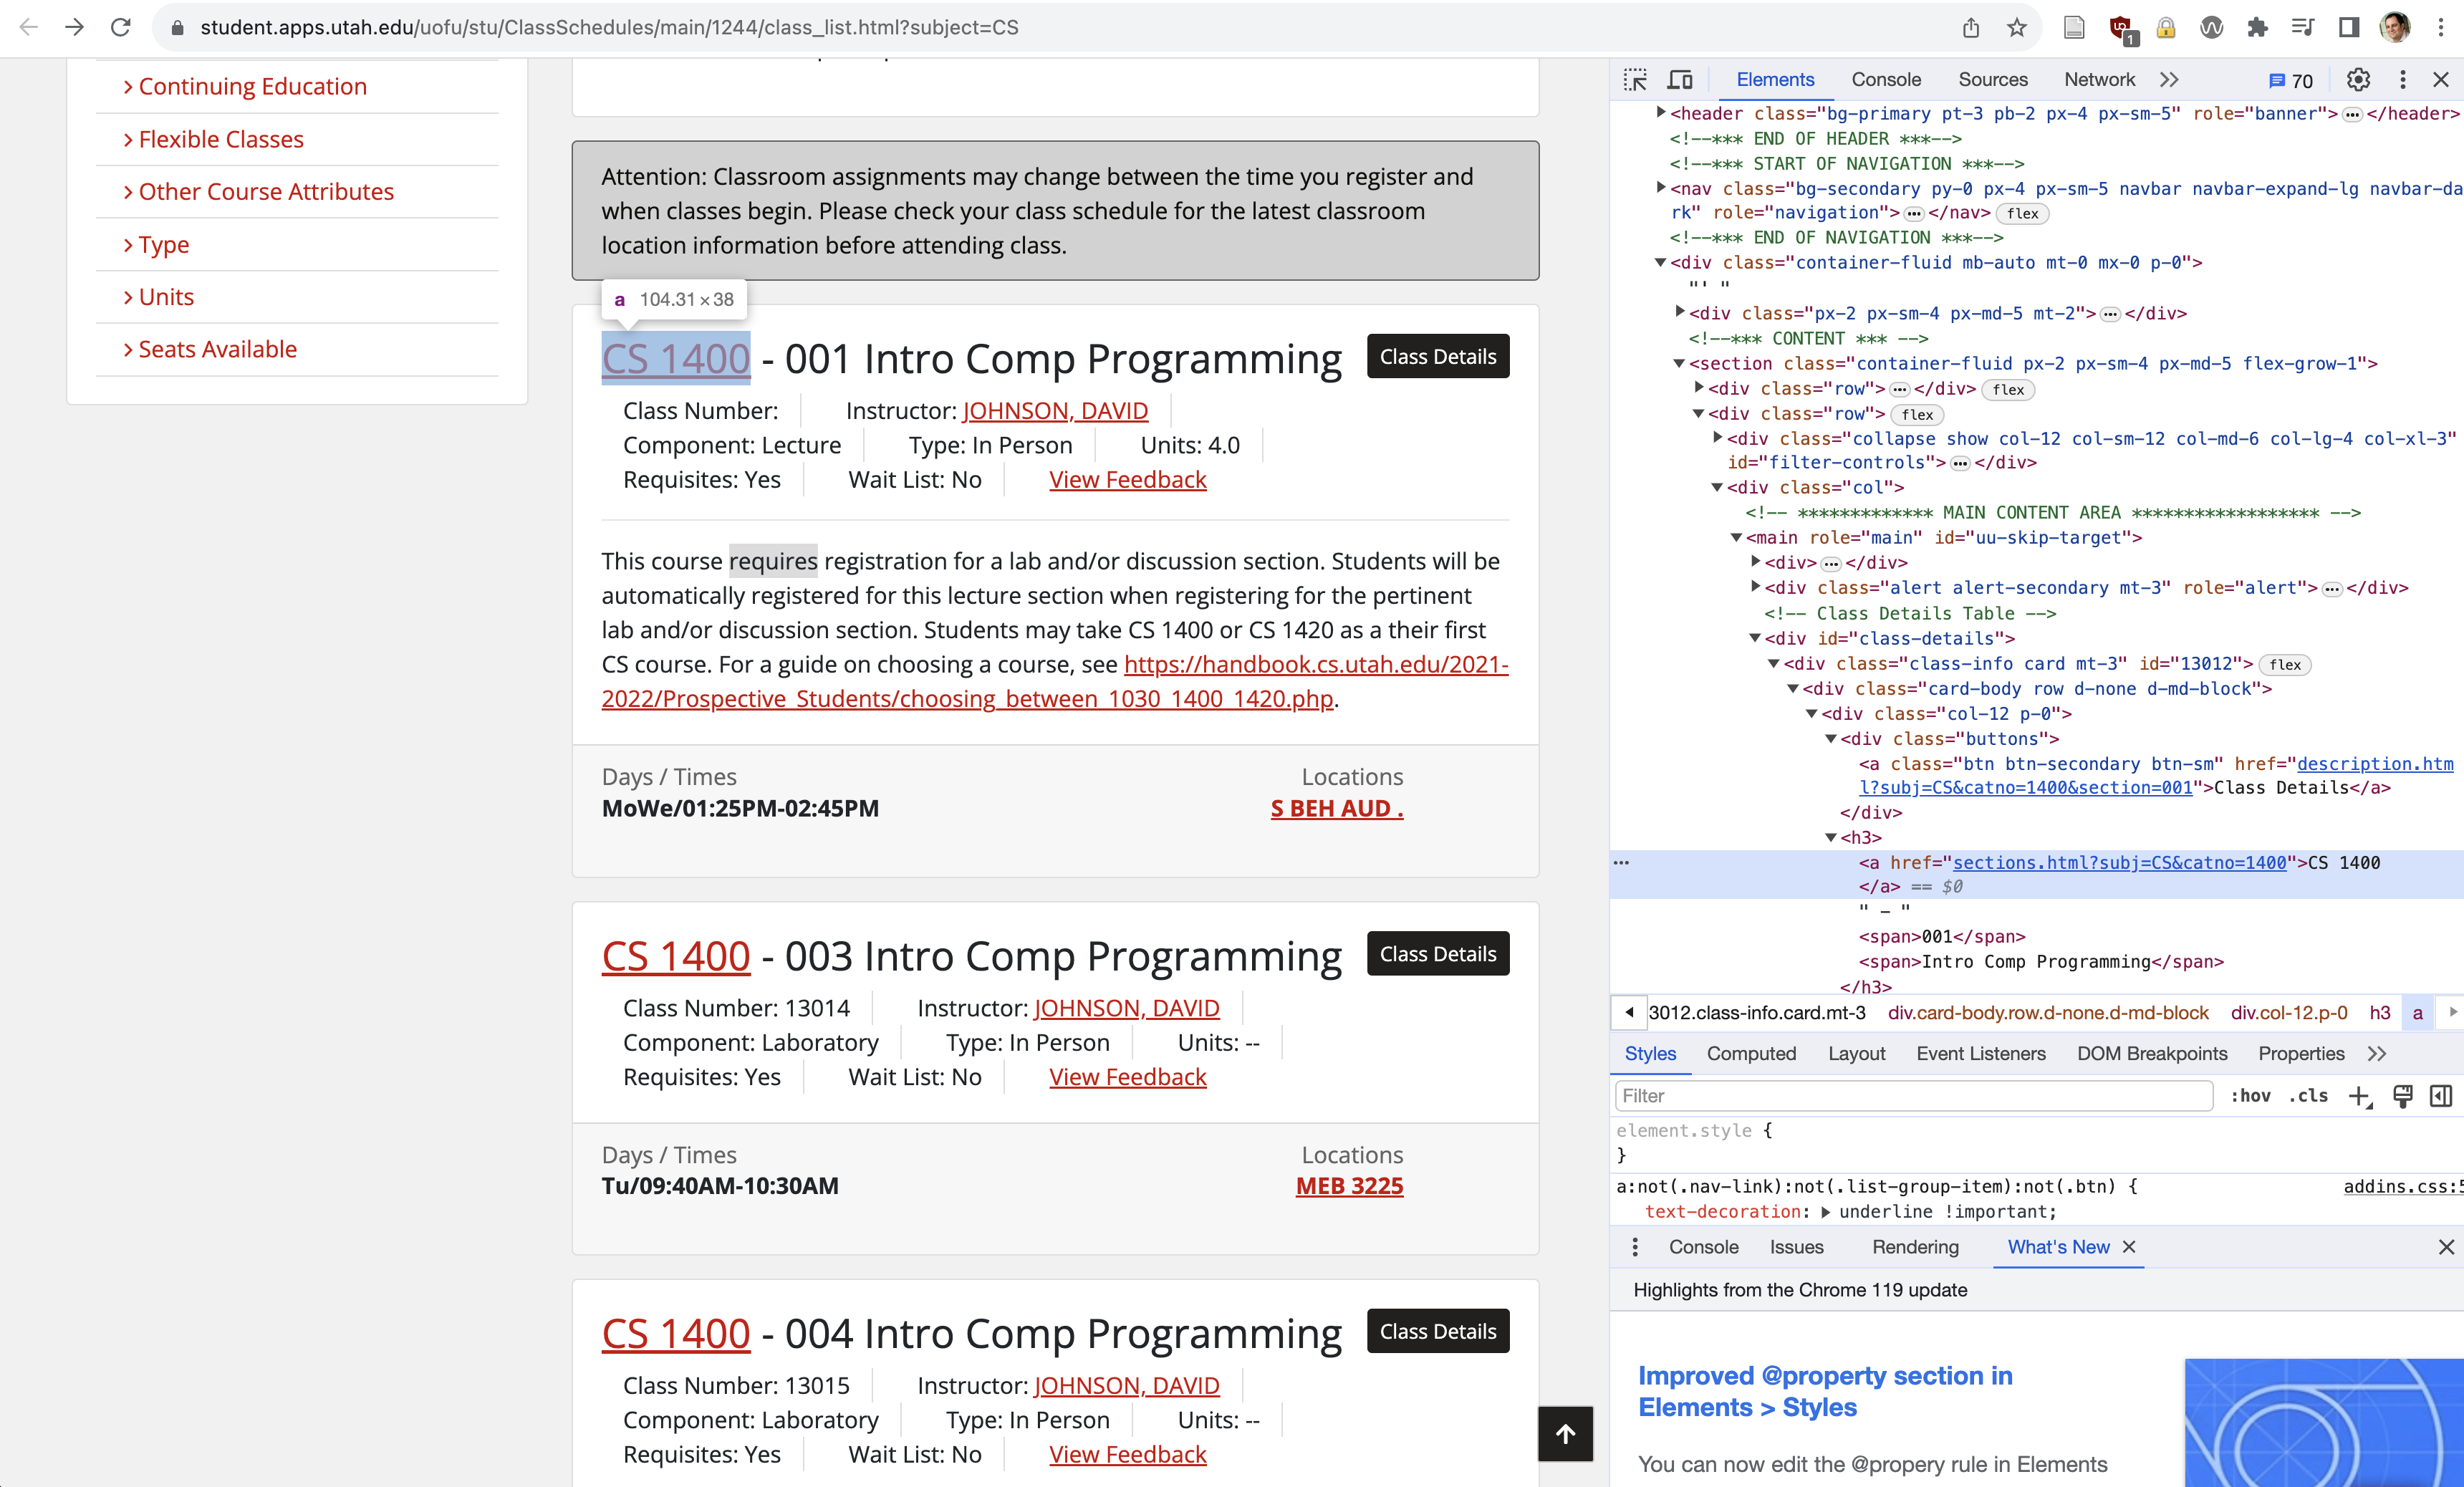 student.apps.utah.edu/uofu/stu/ClassSchedules/main/1244/class_list.html?subject=CS
1
Continuing Education
Flexible Classes
Other Course Attributes
Type
Units
Seats Available
Attention: Classroom assignments may change between the time you register and
when classes begin. Please check your class schedule for the latest classroom
location information before attending class.
a 104.31 × 38
CS 1400 - 001 Intro Comp Programming
Class Details
Class Number:
Instructor: JOHNSON, DAVID
Component: Lecture
Type: In Person
Units: 4.0
Requisites: Yes
Wait List: No
View Feedback
This course requires registration for a lab and/or discussion section. Students will be
automatically registered for this lecture section when registering for the pertinent
lab and/or discussion section. Students may take CS 1400 or CS 1420 as a their first
CS course. For a guide on choosing a course, see https://handbook.cs.utah.edu/2021-
2022/Prospective_Students/choosing_between_1030_1400_1420.php.
Days / Times
Locations
MoWe/01:25PM-02:45PM
S BEH AUD .
CS 1400 - 003 Intro Comp Programming
Class Details
Class Number: 13014
Instructor: JOHNSON, DAVID
Component: Laboratory
Type: In Person
Units: --
Requisites: Yes
Wait List: No
View Feedback
Days / Times
Locations
Tu/09:40AM-10:30AM
MEB 3225
CS 1400 - 004 Intro Comp Programming
Class Details
Class Number: 13015
Instructor: JOHNSON, DAVID
Component: Laboratory
Type: In Person
Units: --
Requisites: Yes
Wait List: No
View Feedback
Elements Console Sources Network 70
<header class="bg-primary pt-3 pb-2 px-4 px-sm-5" role="banner">…</header>
<!--*** END OF HEADER ***-->
<!--*** START OF NAVIGATION ***-->
<nav class="bg-secondary py-0 px-4 px-sm-5 navbar navbar-expand-lg navbar-da
rk" role="navigation">…</nav> flex
<!--*** END OF NAVIGATION ***-->
<div class="container-fluid mb-auto mt-0 mx-0 p-0">
"' "
<div class="px-2 px-sm-4 px-md-5 mt-2">…</div>
<!--*** CONTENT *** -->
<section class="container-fluid px-2 px-sm-4 px-md-5 flex-grow-1">
<div class="row">…</div> flex
<div class="row"> flex
<div class="collapse show col-12 col-sm-12 col-md-6 col-lg-4 col-xl-3"
id="filter-controls">…</div>
<div class="col">
<!-- ************* MAIN CONTENT AREA ****************** -->
<main role="main" id="uu-skip-target">
<div>…</div>
<div class="alert alert-secondary mt-3" role="alert">…</div>
<!-- Class Details Table -->
<div id="class-details">
<div class="class-info card mt-3" id="13012"> flex
<div class="card-body row d-none d-md-block">
<div class="col-12 p-0">
<div class="buttons">
<a class="btn btn-secondary btn-sm" href="description.htm
l?subj=CS&catno=1400&section=001">Class Details</a>
</div>
<h3>
… <a href="sections.html?subj=CS&catno=1400">CS 1400
</a> == $0
" – "
<span>001</span>
<span>Intro Comp Programming</span>
</h3>
3012.class-info.card.mt-3 div.card-body.row.d-none.d-md-block div.col-12.p-0 h3 a
Styles Computed Layout Event Listeners DOM Breakpoints Properties
Filter
:hov .cls
element.style {
}
a:not(.nav-link):not(.list-group-item):not(.btn) {
addins.css:5
text-decoration: underline !important;
Console Issues Rendering What's New
Highlights from the Chrome 119 update
Improved @property section in
Elements > Styles
You can now edit the @propery rule in Elements